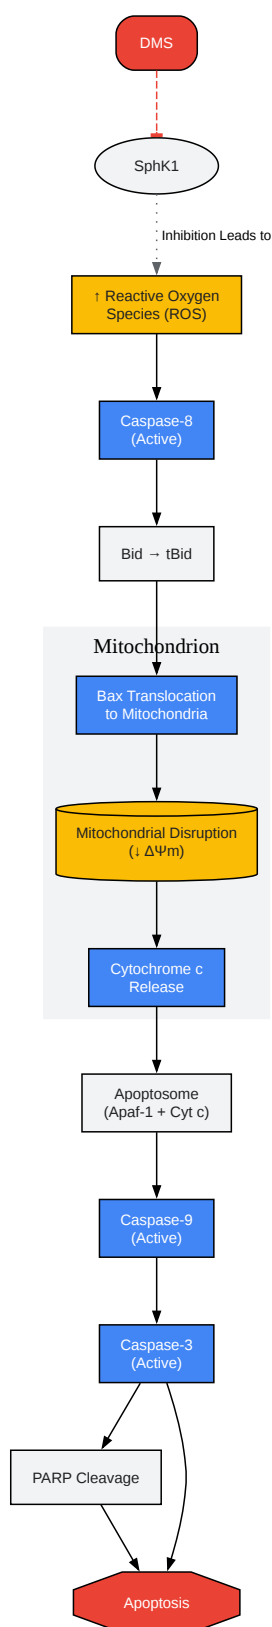 DMS
SphK1
Inhibition Leads to
↑ Reactive Oxygen
Species (ROS)
Caspase-8
(Active)
Bid → tBid
Mitochondrion
Bax Translocation
to Mitochondria
Mitochondrial Disruption
(↓ ΔΨm)
Cytochrome c
Release
Apoptosome
(Apaf-1 + Cyt c)
Caspase-9
(Active)
Caspase-3
(Active)
PARP Cleavage
Apoptosis